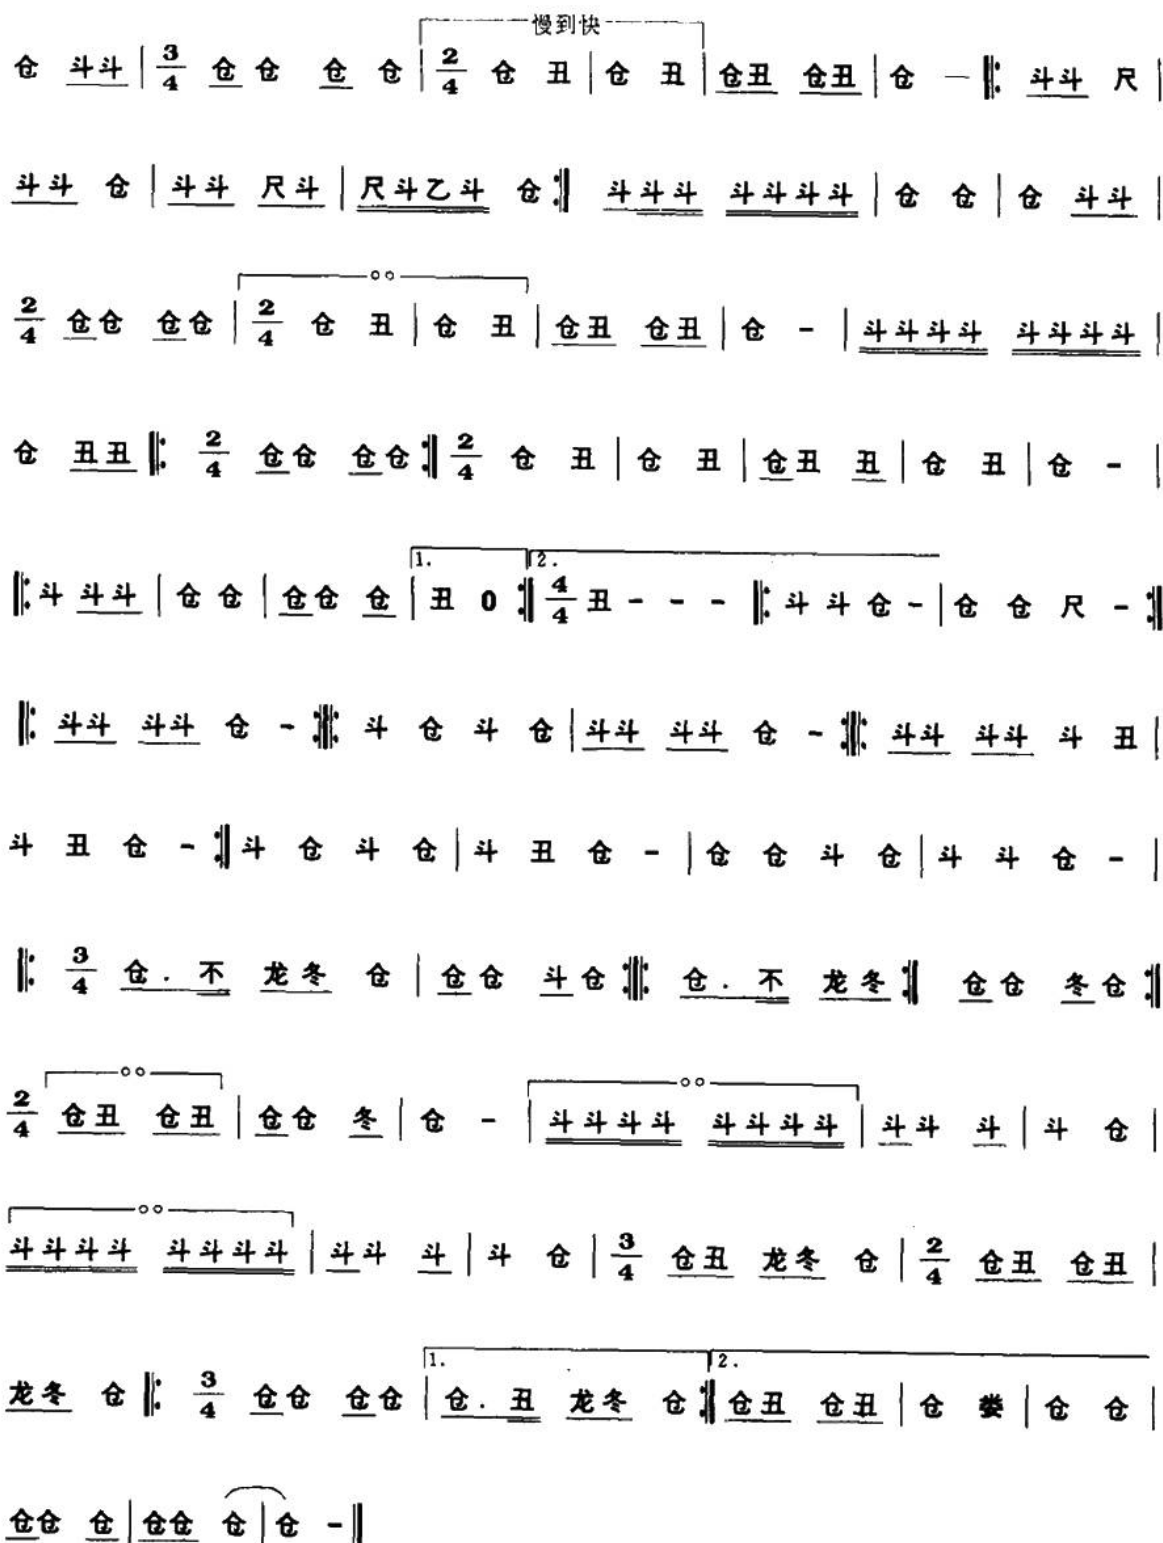 慢到快
仓 斗斗 | 3/4 仓仓 仓 仓 | 2/4 仓 丑 | 仓 丑 | 仓丑 仓丑 | 仓 — ‖: 斗斗 尺 |
斗斗 仓 | 斗斗 尺斗 | 尺斗乙斗 仓 :‖ 斗斗斗 斗斗斗斗 | 仓 仓 | 仓 斗斗 |
2/4 仓仓 仓仓 | 2/4 仓 丑 | 仓 丑 | 仓丑 仓丑 | 仓 - | 斗斗斗斗 斗斗斗斗 |
仓 丑丑 ‖: 2/4 仓仓 仓仓 :‖ 2/4 仓 丑 | 仓 丑 | 仓丑 丑 | 仓 丑 | 仓 - |
1. 2.
‖: 斗 斗斗 | 仓 仓 | 仓仓 仓 | 丑 0 :‖ 4/4 丑 - - - ‖: 斗 斗 仓 - | 仓 仓 尺 - :‖
‖: 斗斗 斗斗 仓 - :‖: 斗 仓 斗 仓 | 斗斗 斗斗 仓 - :‖: 斗斗 斗斗 斗 丑 |
斗 丑 仓 - :‖ 斗 仓 斗 仓 | 斗 丑 仓 - | 仓 仓 斗 仓 | 斗 斗 仓 - |
‖: 3/4 仓 . 不 龙冬 仓 | 仓仓 斗仓 :‖: 仓 . 不 龙冬 :‖ 仓仓 冬仓 :‖
2/4 仓丑 仓丑 | 仓仓 冬 | 仓 - | 斗斗斗斗 斗斗斗斗 | 斗斗 斗 | 斗 仓 |
斗斗斗斗 斗斗斗斗 | 斗斗 斗 | 斗 仓 | 3/4 仓丑 龙冬 仓 | 2/4 仓丑 仓丑 |
1. 2.
龙冬 仓 ‖: 3/4 仓仓 仓仓 | 仓 . 丑 龙冬 仓 :‖ 仓丑 仓丑 | 仓 娄 | 仓 仓 |
仓仓 仓 | 仓仓 仓 | 仓 - ‖